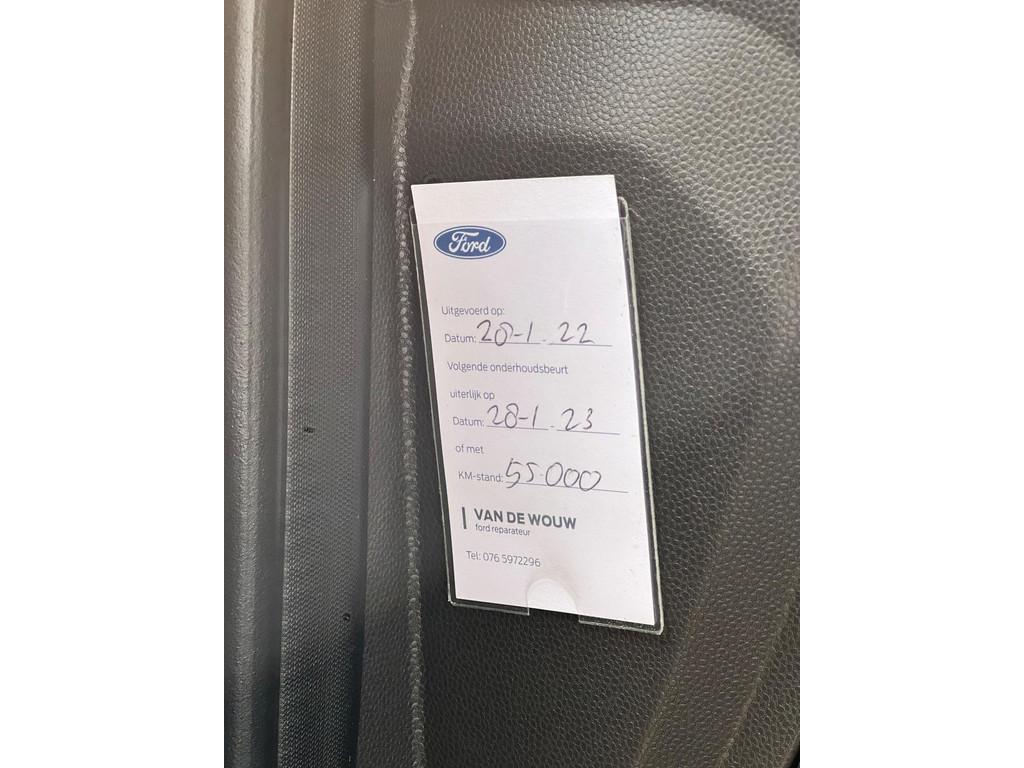 Ford
Uitgevoerd op:
Datum: 28-1.22
Volgende onderhoudsbeurt
uiterlijk op
Datum: 28-1.23
of met
KM-stand: 55.000
VAN DE WOUW
ford reparateur
Tel: 076 5972296